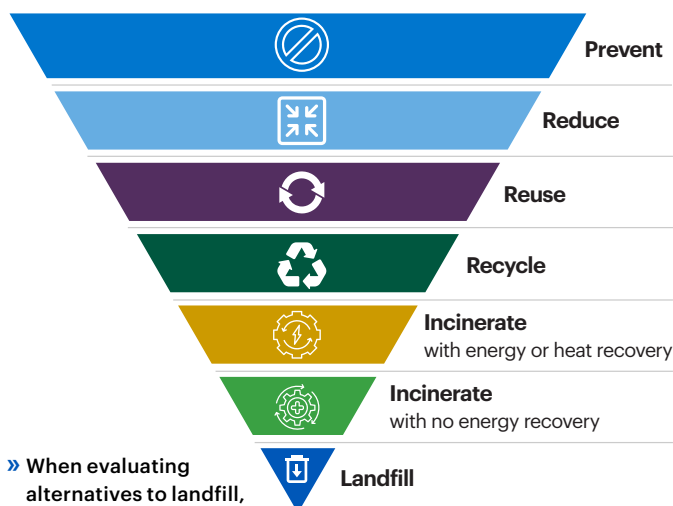 Prevent
Reduce
Reuse
Recycle
Incinerate
with energy or heat recovery
Incinerate
with no energy recovery
Landfill
» When evaluating
alternatives to landfill,